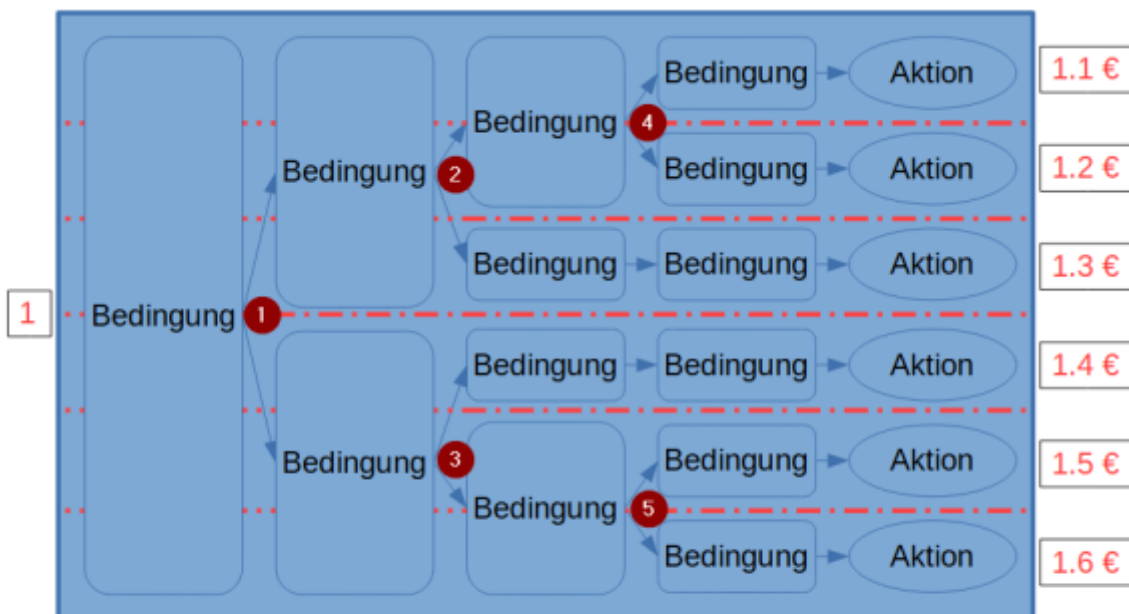 Bedingung Aktion 1.1 €
Bedingung 4
Bedingung Bedingung Aktion 1.2 €
Bedingung 2
Bedingung Bedingung Aktion 1.3 €
1 Bedingung 1
Bedingung Bedingung Aktion 1.4 €
Bedingung 3 Bedingung Aktion 1.5 €
Bedingung 5
Bedingung Aktion 1.6 €